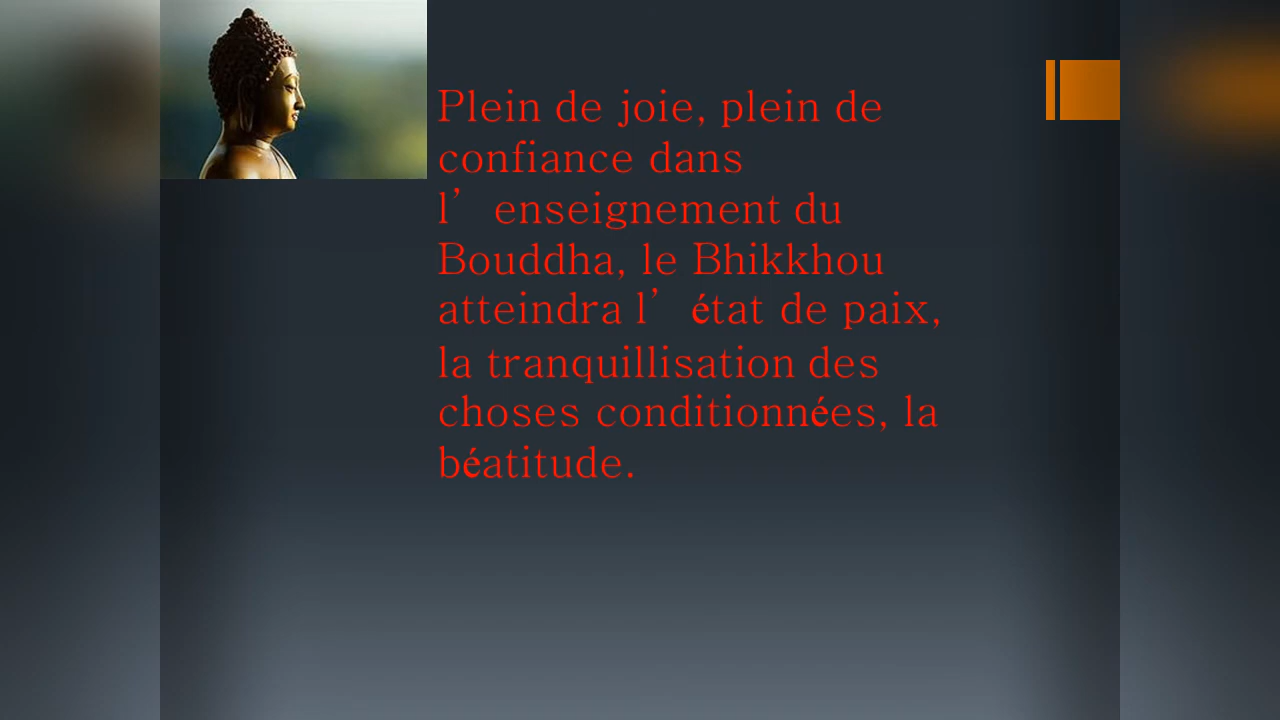 Plein de joie, plein de
confiance dans
l’enseignement du
Bouddha, le Bhikkhou
atteindra l’état de paix,
la tranquillisation des
choses conditionnées, la
béatitude.